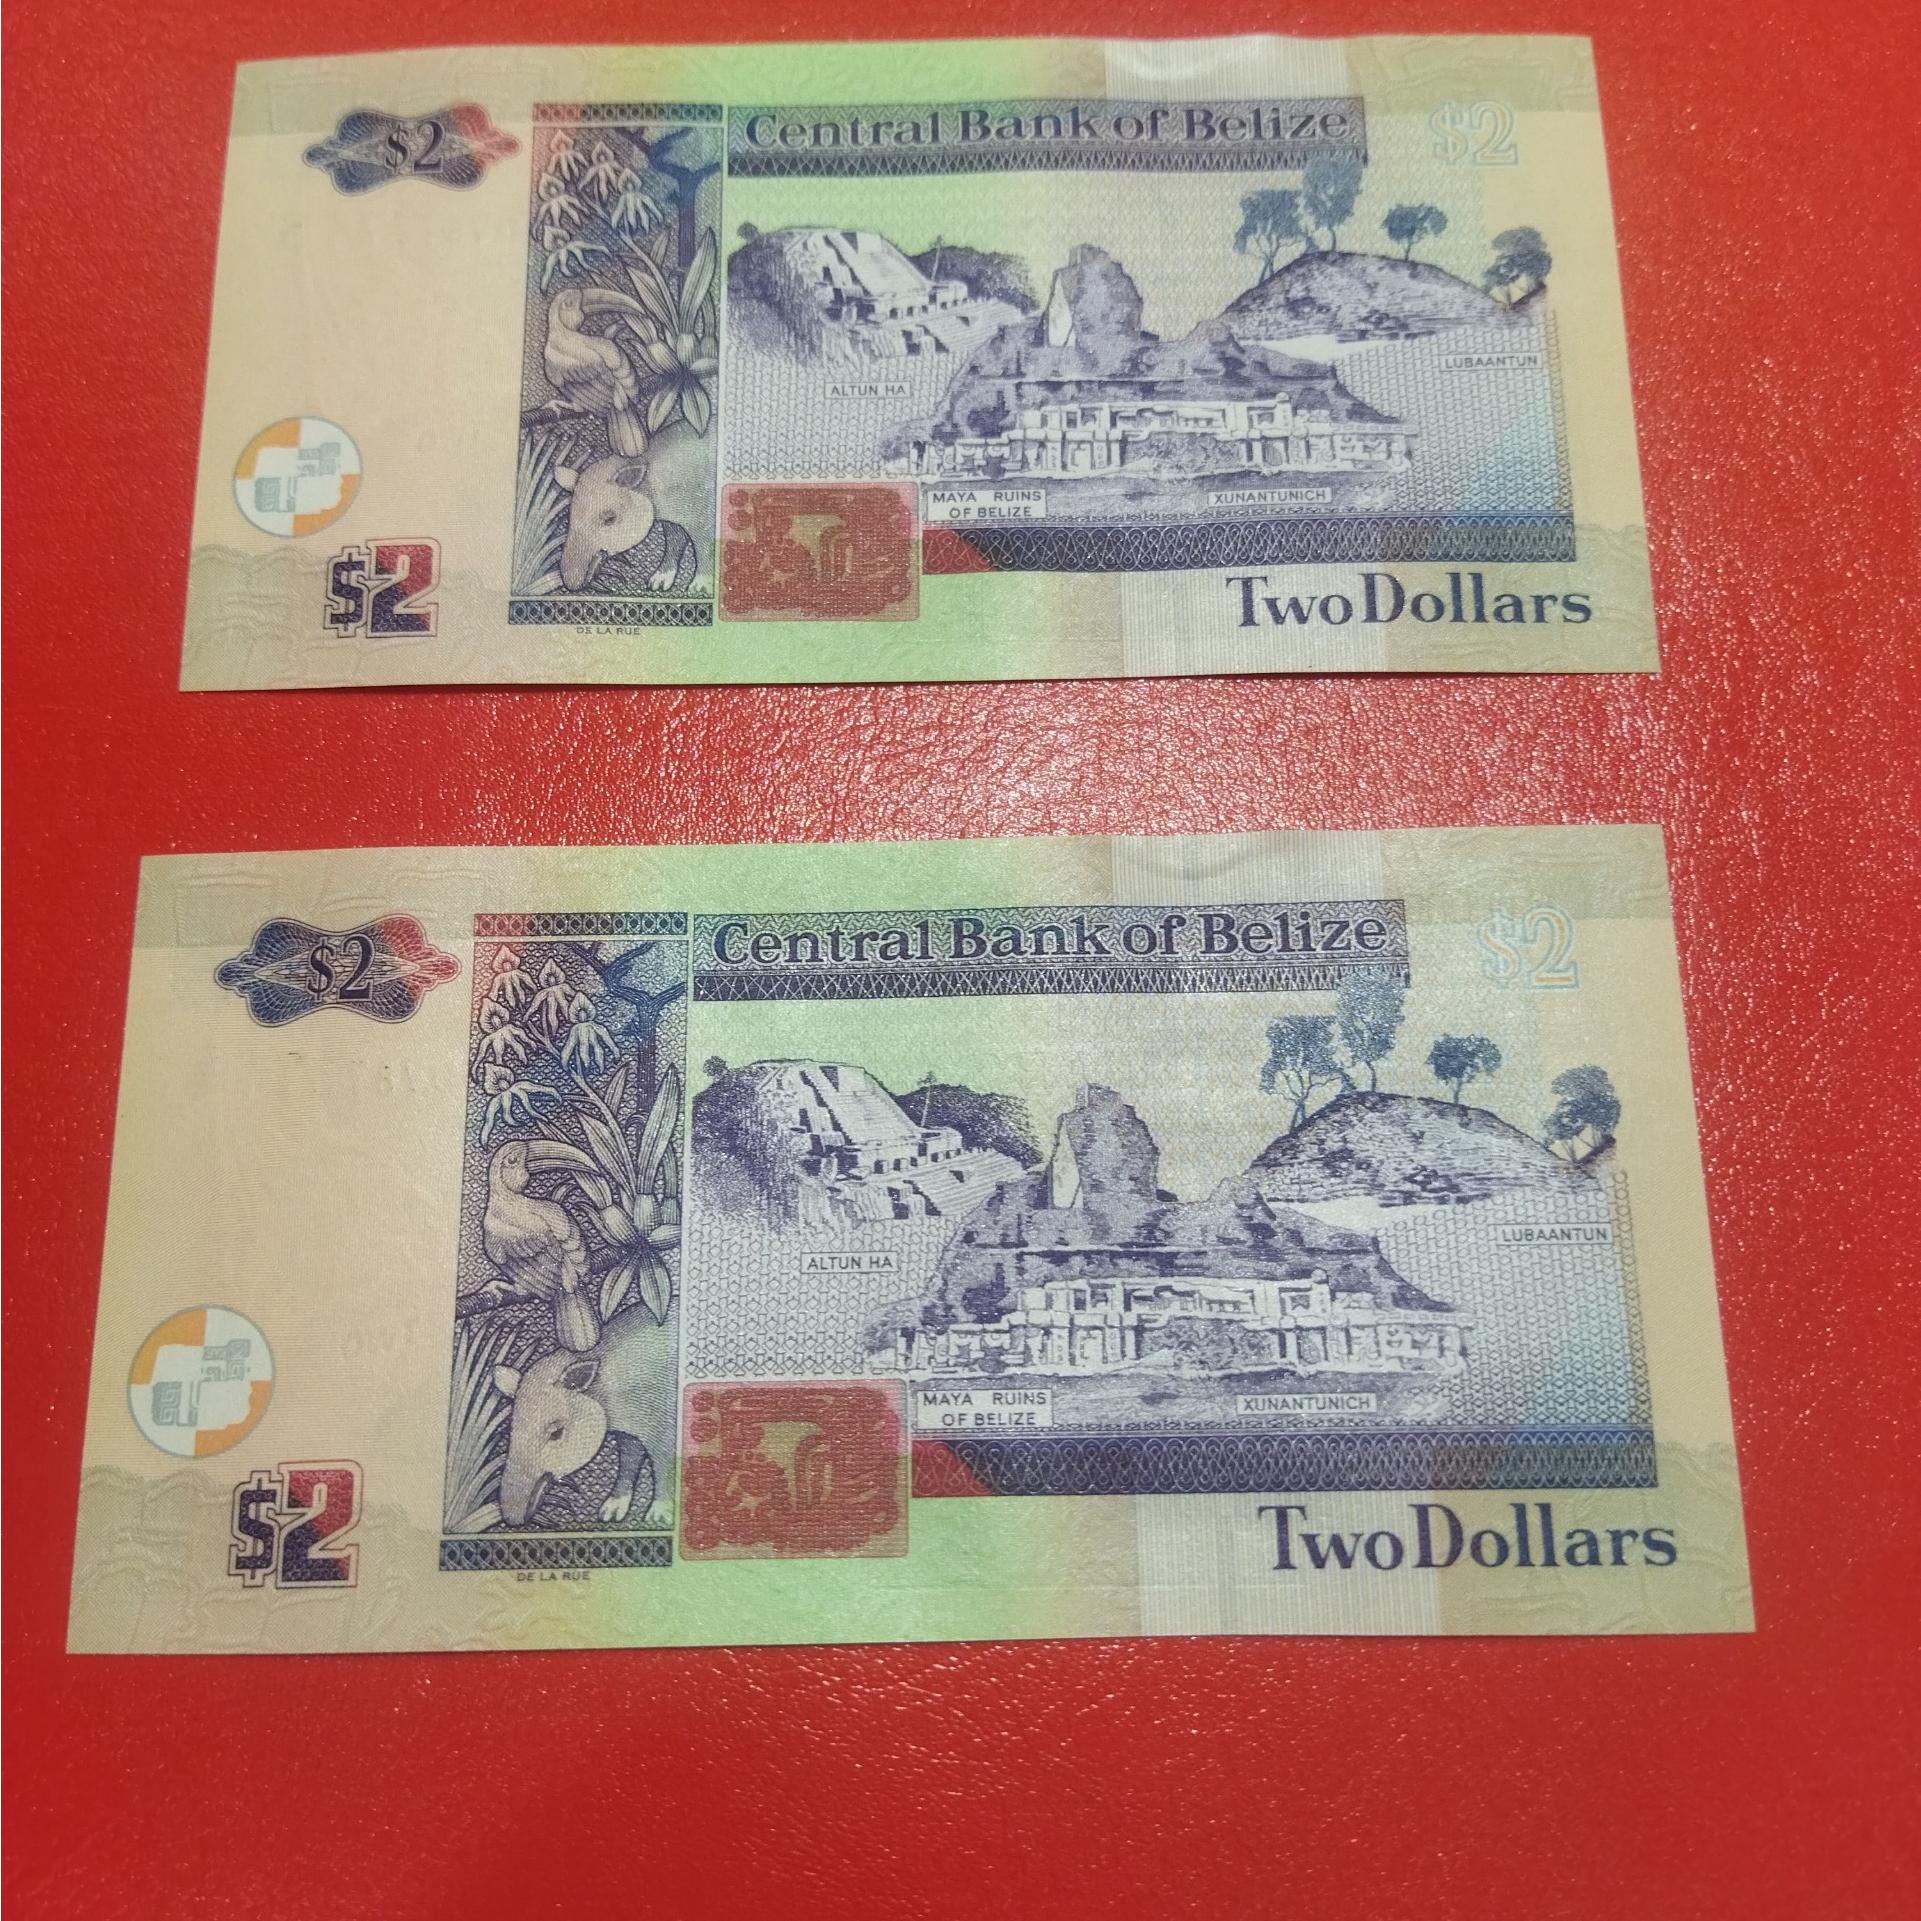 $2
Central Bank of Belize
$2
ALTUN HA
LUBAANTUN
MAYA RUINS
OF BELIZE
XUNANTUNICH
$2
Two Dollars
DE LA RUE
$2
Central Bank of Belize
$2
ALTUN HA
LUBAANTUN
MAYA RUINS
OF BELIZE
XUNANTUNICH
$2
Two Dollars
DE LA RUE